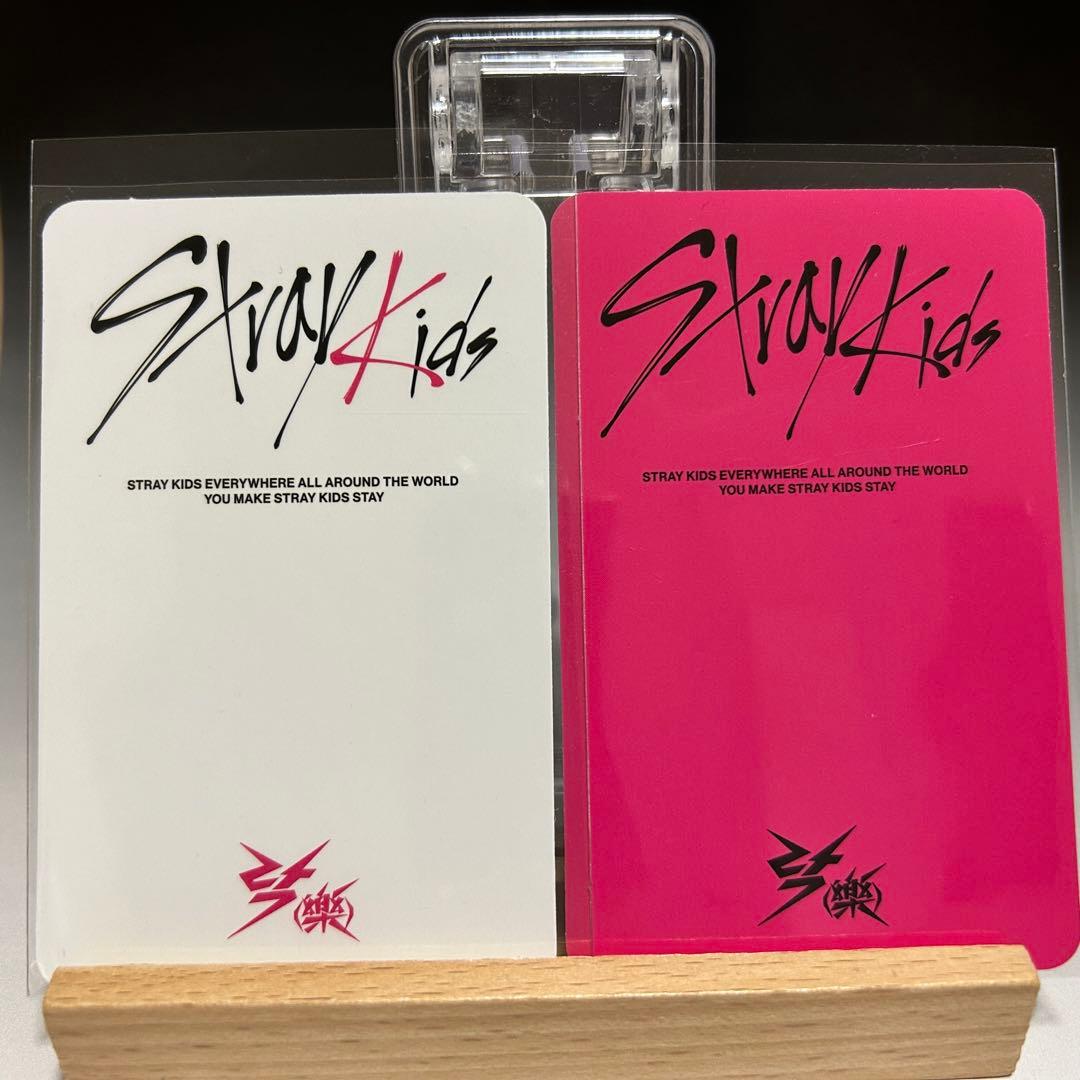 Stray Kids
STRAY KIDS EVERYWHERE ALL AROUND THE WORLD
YOU MAKE STRAY KIDS STAY
락(樂)
Stray Kids
STRAY KIDS EVERYWHERE ALL AROUND THE WORLD
YOU MAKE STRAY KIDS STAY
락(樂)